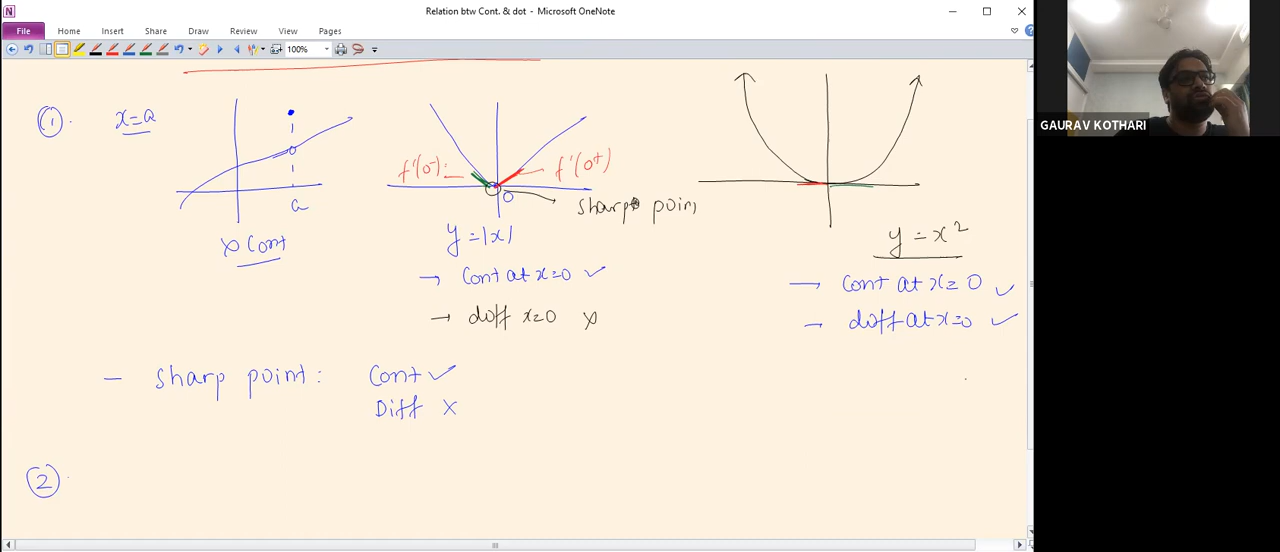 Relation btw Cont. & dot - Microsoft OneNote
File Home Insert Share Draw Review View Pages
100%
GAURAV KOTHARI
①. x=a
a
x Cont
f'(0-):
f'(0+)
0
sharp point
y=|x|
→ Cont at x=0 ✓
→ diff x=0 x
y=x²
→ Cont at x=0 ✓
→ diff at x=0 ✓
- Sharp point: Cont ✓
Diff x
②.